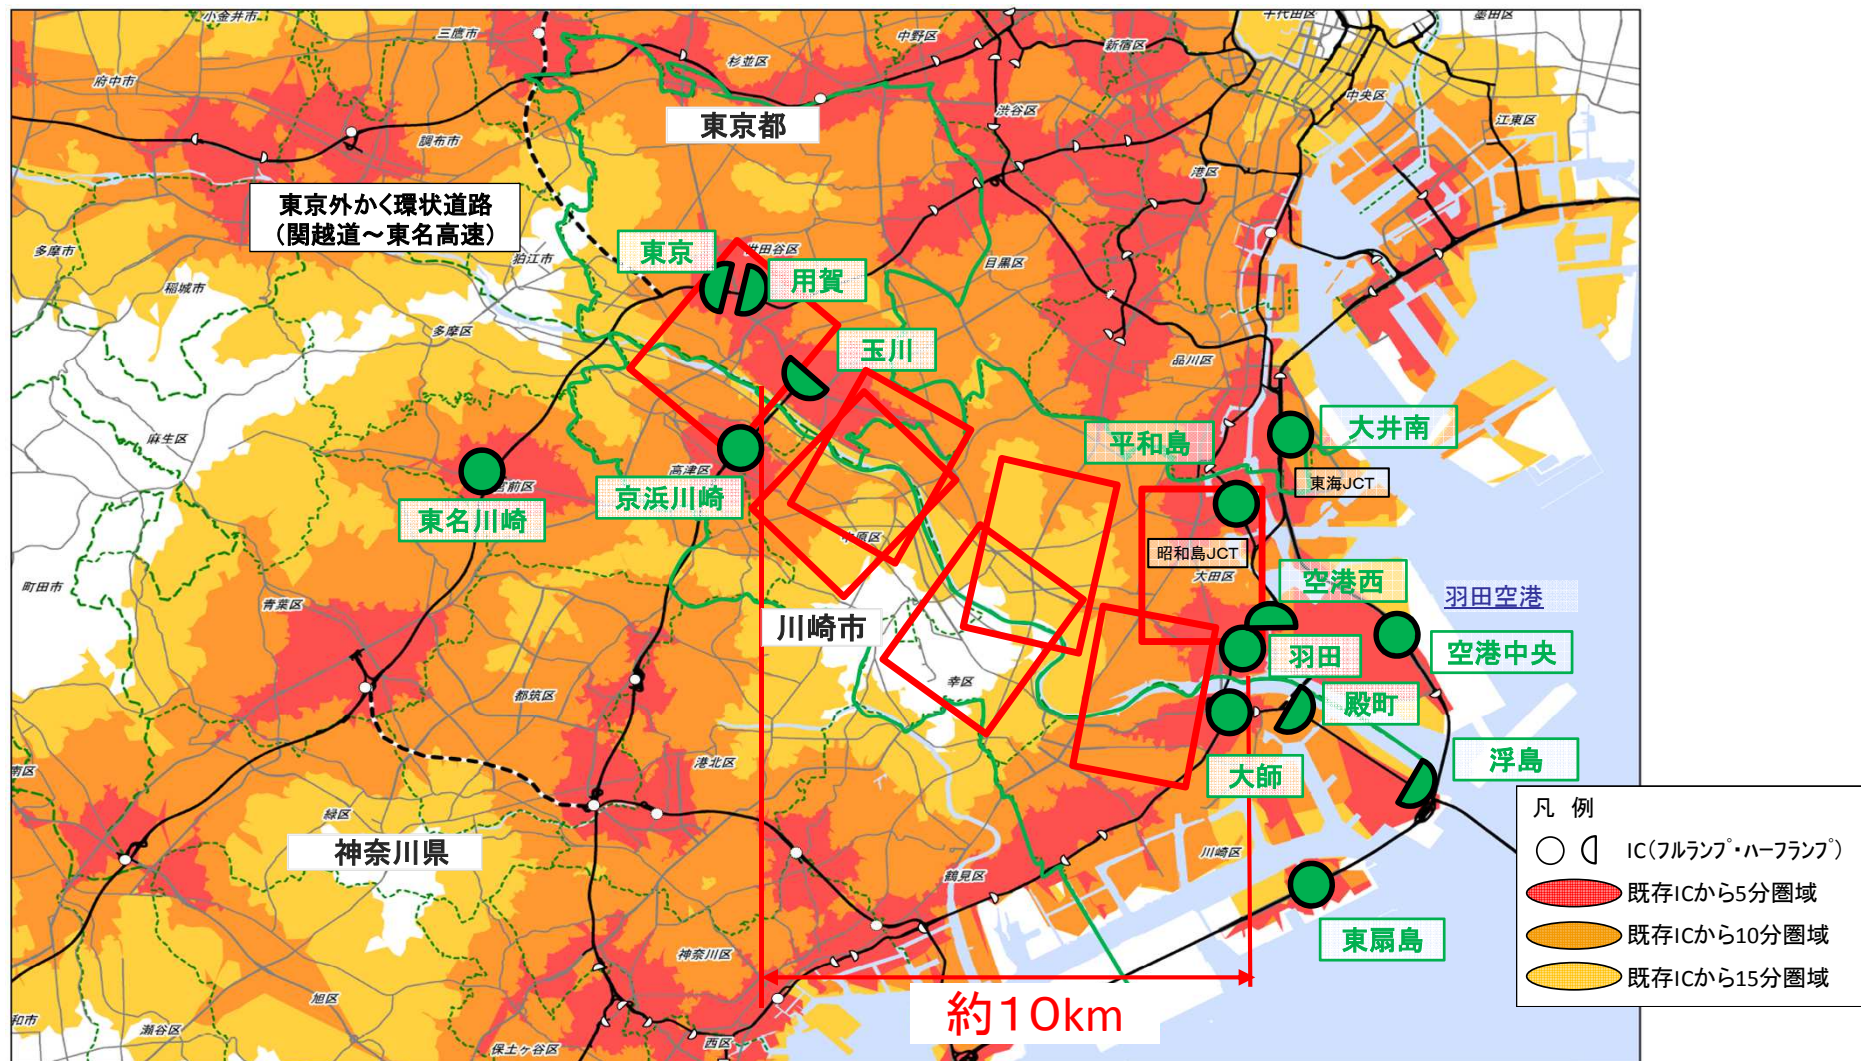 小金井市
三鷹市
中野区
新宿区
千代田区
墨田区
府中市
杉並区
中央区
江東区
調布市
東京都
渋谷区
港区
東京外かく環状道路
(関越道～東名高速)
多摩市
狛江市
稲城市
世田谷区
目黒区
東京
用賀
多摩区
玉川
品川区
麻生区
高津区
平和島
大井南
宮前区
京浜川崎
東名川崎
東海JCT
中原区
昭和島JCT
大田区
町田市
青葉区
空港西
羽田空港
川崎市
羽田
空港中央
幸区
都筑区
殿町
港北区
大師
浮島
緑区
神奈川県
川崎区
鶴見区
東扇島
神奈川区
旭区
瀬谷区
保土ヶ谷区
西区
約10km
凡 例
IC(フルランプ・ハーフランプ)
既存ICから5分圏域
既存ICから10分圏域
既存ICから15分圏域